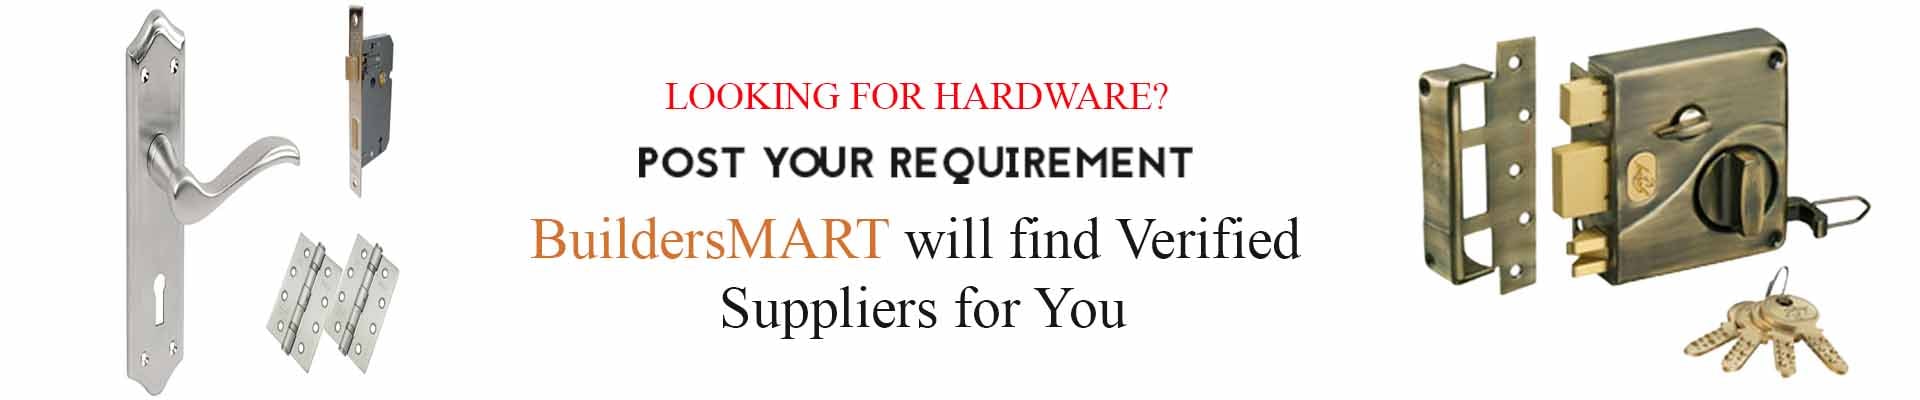 LOOKING FOR HARDWARE?
POST YOUR REQUIREMENT
BuildersMART will find Verified
Suppliers for You